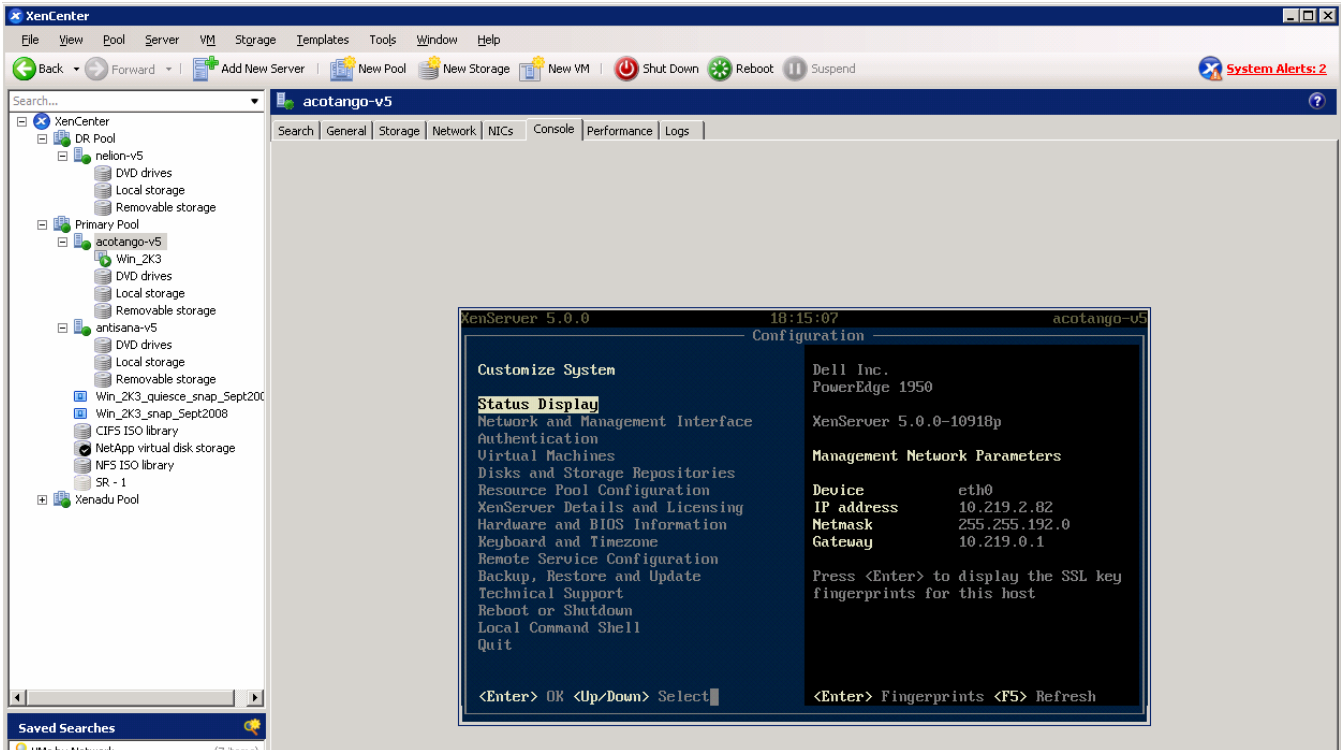 XenCenter
File View Pool Server VM Storage Templates Tools Window Help
Back Forward Add New Server New Pool New Storage New VM Shut Down Reboot Suspend System Alerts: 2
Search...
acotango-v5
Search General Storage Network NICs Console Performance Logs
XenCenter
DR Pool
nelion-v5
DVD drives
Local storage
Removable storage
Primary Pool
acotango-v5
Win_2K3
DVD drives
Local storage
Removable storage
antisana-v5
DVD drives
Local storage
Removable storage
Win_2K3_quiesce_snap_Sept200
Win_2K3_snap_Sept2008
CIFS ISO library
NetApp virtual disk storage
NFS ISO library
SR - 1
Xenadu Pool
Saved Searches
XenServer 5.0.0 18:15:07 acotango-v5
Configuration
Customize System
Status Display
Network and Management Interface
Authentication
Virtual Machines
Disks and Storage Repositories
Resource Pool Configuration
XenServer Details and Licensing
Hardware and BIOS Information
Keyboard and Timezone
Remote Service Configuration
Backup, Restore and Update
Technical Support
Reboot or Shutdown
Local Command Shell
Quit
<Enter> OK <Up/Down> Select
Dell Inc.
PowerEdge 1950
XenServer 5.0.0-10918p
Management Network Parameters
Device eth0
IP address 10.219.2.82
Netmask 255.255.192.0
Gateway 10.219.0.1
Press <Enter> to display the SSL key
fingerprints for this host
<Enter> Fingerprints <F5> Refresh